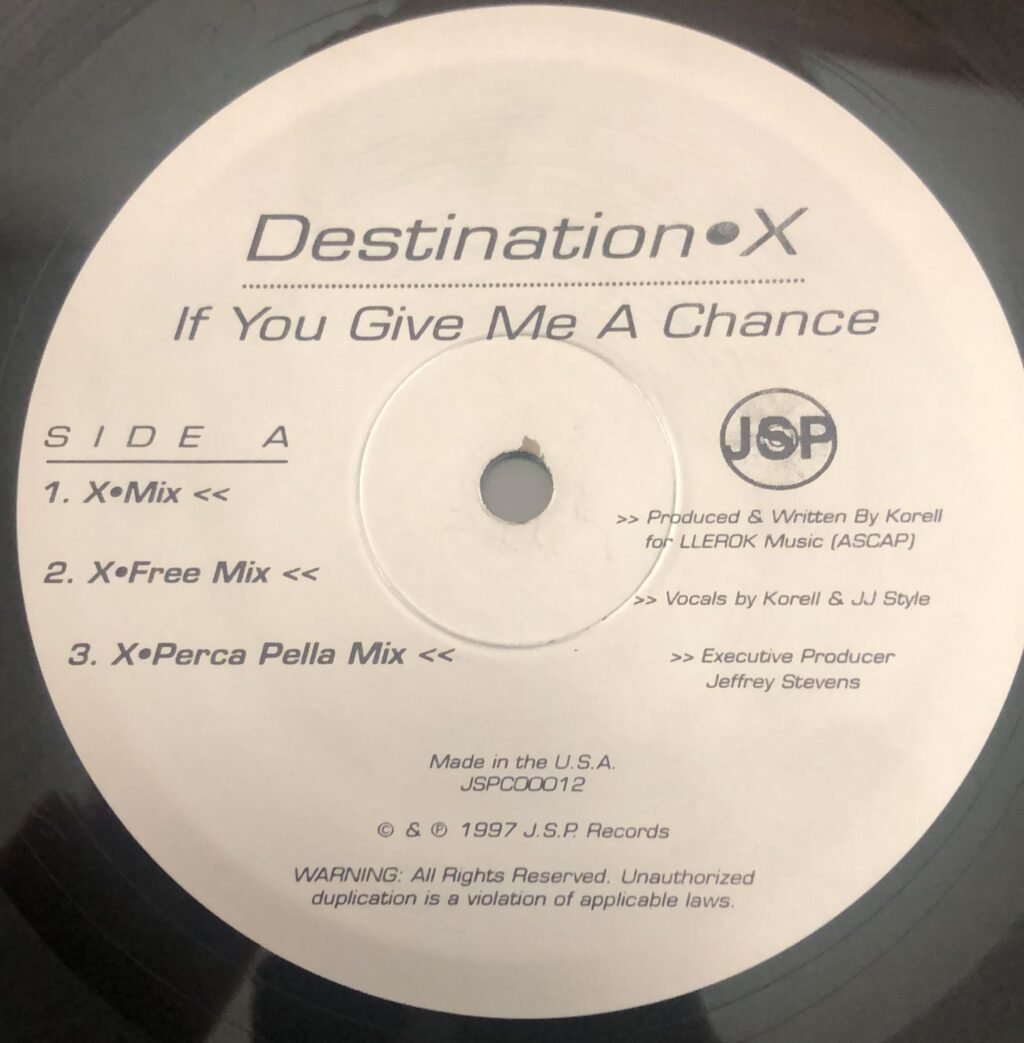 Destination•X
If You Give Me A Chance
SIDE A
1. X•Mix <<
2. X•Free Mix <<
3. X•Perca Pella Mix <<
JSP
>> Produced & Written By Korell
for LLEROK Music (ASCAP)
>> Vocals by Korell & JJ Style
>> Executive Producer
Jeffrey Stevens
Made in the U.S.A.
JSPC00012
© & ℗ 1997 J.S.P. Records
WARNING: All Rights Reserved. Unauthorized
duplication is a violation of applicable laws.